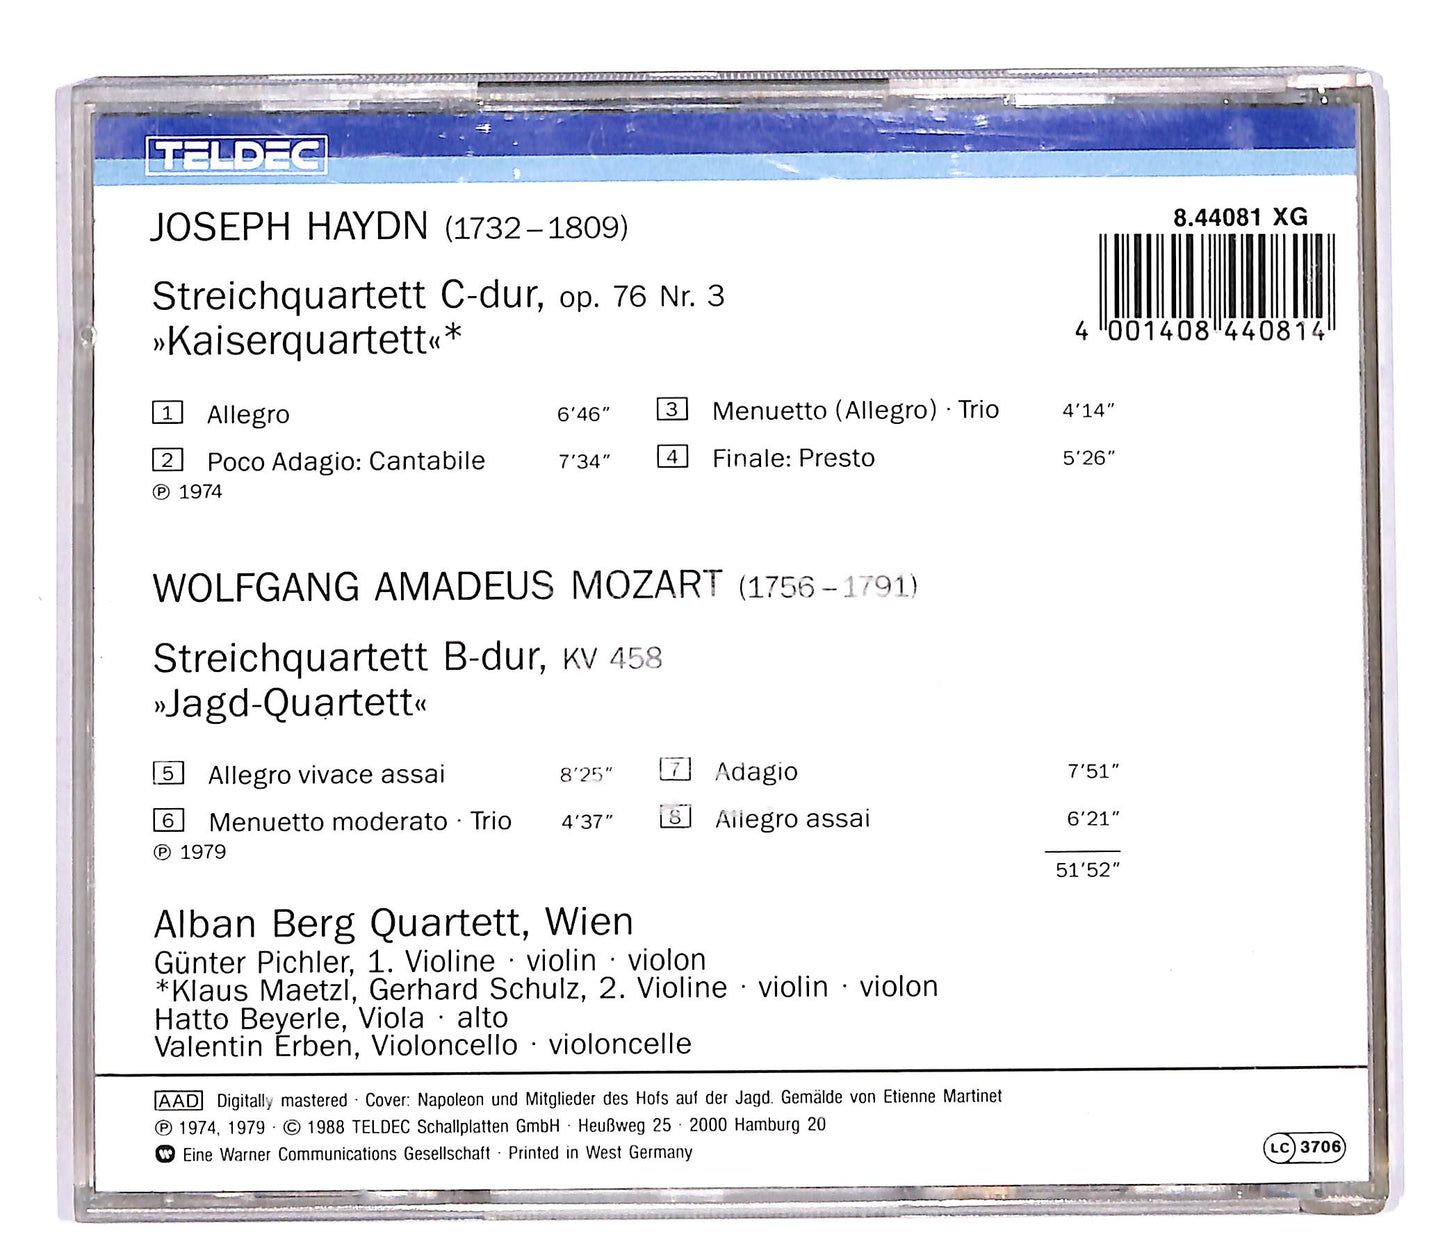 TELDEC
JOSEPH HAYDN (1732–1809)
8.44081 XG
Streichquartett C-dur, op. 76 Nr. 3
»Kaiserquartett«*
4 001408 440814
1 Allegro 6'46" 3 Menuetto (Allegro) · Trio 4'14"
2 Poco Adagio: Cantabile 7'34" 4 Finale: Presto 5'26"
℗ 1974
WOLFGANG AMADEUS MOZART (1756–1791)
Streichquartett B-dur, KV 458
»Jagd-Quartett«
5 Allegro vivace assai 8'25" 7 Adagio 7'51"
6 Menuetto moderato · Trio 4'37" 8 Allegro assai 6'21"
℗ 1979
51'52"
Alban Berg Quartett, Wien
Günter Pichler, 1. Violine · violin · violon
*Klaus Maetzl, Gerhard Schulz, 2. Violine · violin · violon
Hatto Beyerle, Viola · alto
Valentin Erben, Violoncello · violoncelle
AAD Digitally mastered · Cover: Napoleon und Mitglieder des Hofs auf der Jagd. Gemälde von Etienne Martinet
℗ 1974, 1979 · © 1988 TELDEC Schallplatten GmbH · Heußweg 25 · 2000 Hamburg 20
Eine Warner Communications Gesellschaft · Printed in West Germany
LC 3706